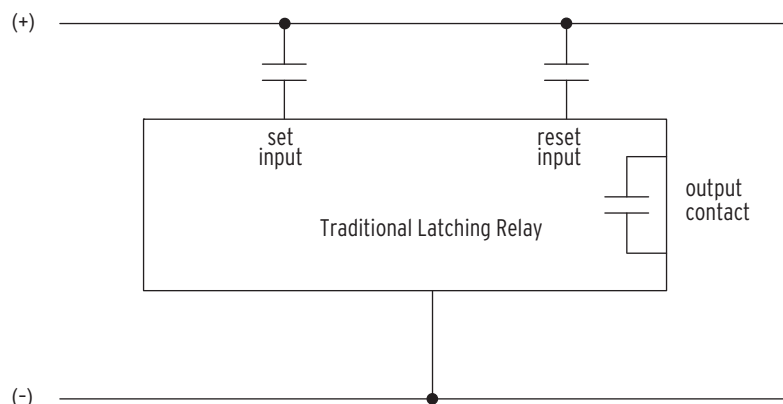 (+)
set
input
reset
input
output
contact
Traditional Latching Relay
(–)